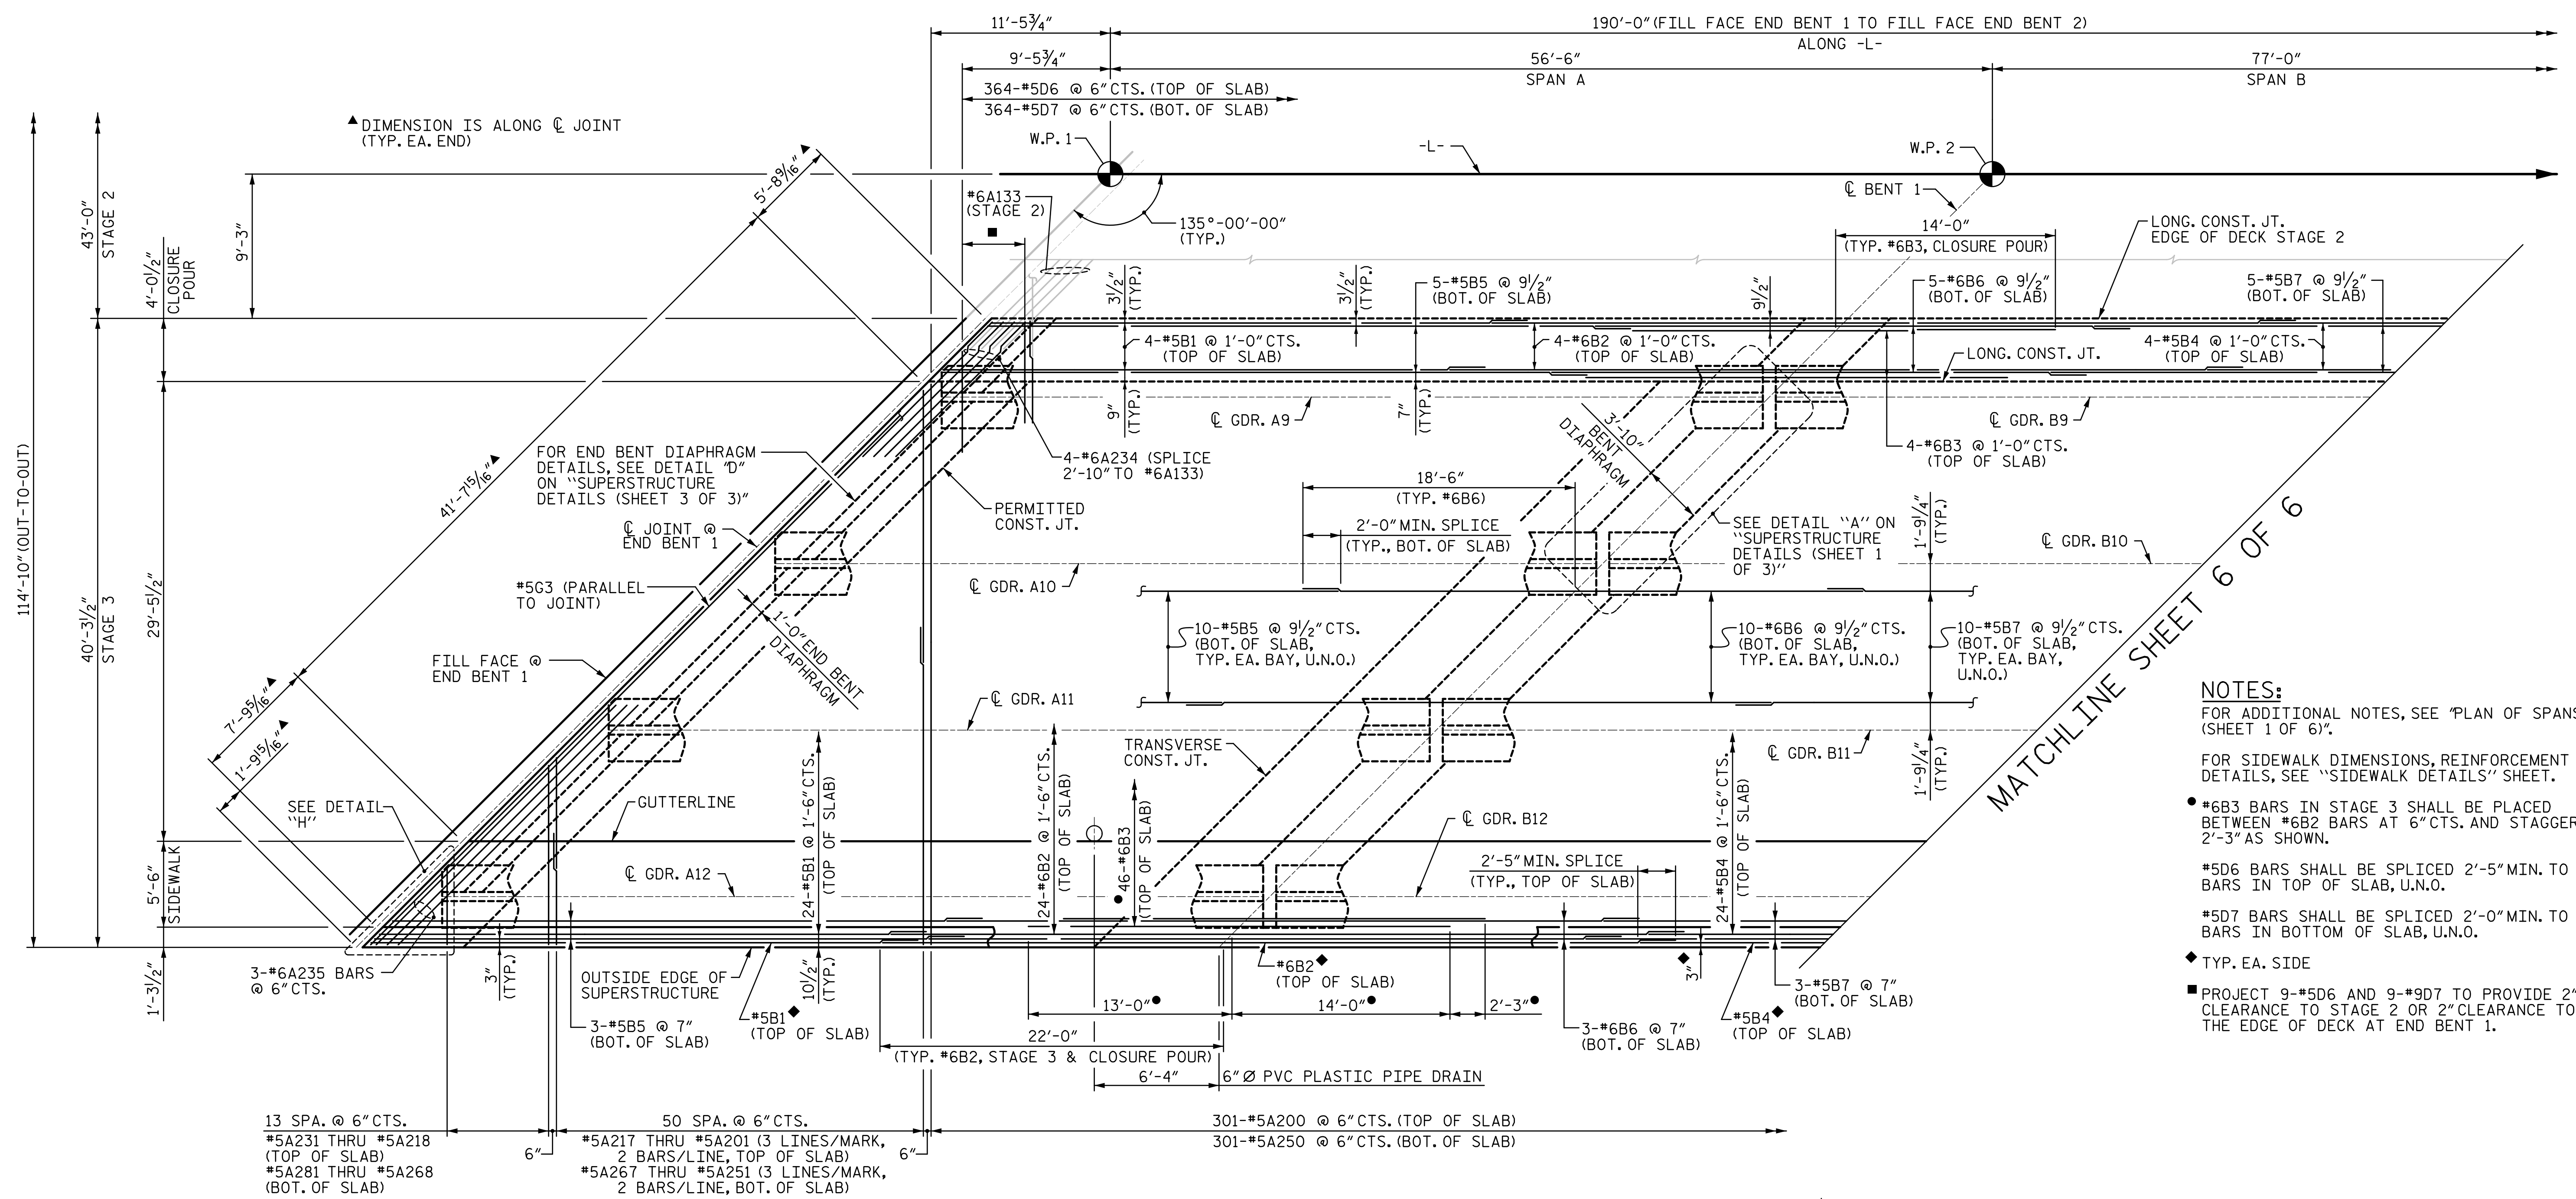 11'-5¾"
190'-0" (FILL FACE END BENT 1 TO FILL FACE END BENT 2)
ALONG -L-
9'-5¾"
56'-6"
SPAN A
77'-0"
SPAN B
364-#5D6 @ 6" CTS. (TOP OF SLAB)
364-#5D7 @ 6" CTS. (BOT. OF SLAB)
▲ DIMENSION IS ALONG ℄ JOINT
(TYP. EA. END)
W.P. 1
-L-
W.P. 2
℄ BENT 1
5'-8⁹⁄₁₆" ▲
#6A133
(STAGE 2)
■
135°-00'-00"
(TYP.)
14'-0"
(TYP. #6B3, CLOSURE POUR)
LONG. CONST. JT.
EDGE OF DECK STAGE 2
43'-0"
STAGE 2
4'-0½"
CLOSURE
POUR
9'-3"
3½"
(TYP.)
3½"
(TYP.)
5-#5B5 @ 9½"
(BOT. OF SLAB)
9½"
5-#6B6 @ 9½"
(BOT. OF SLAB)
5-#5B7 @ 9½"
(BOT. OF SLAB)
4-#5B1 @ 1'-0" CTS.
(TOP OF SLAB)
4-#6B2 @ 1'-0" CTS.
(TOP OF SLAB)
LONG. CONST. JT.
4-#5B4 @ 1'-0" CTS.
(TOP OF SLAB)
9"
(TYP.)
℄ GDR. A9
7"
(TYP.)
℄ GDR. B9
3'-10"
BENT
DIAPHRAGM
4-#6B3 @ 1'-0" CTS.
(TOP OF SLAB)
114'-10" (OUT-TO-OUT)
40'-3½"
STAGE 3
29'-5½"
41'-7¹⁵⁄₁₆" ▲
FOR END BENT DIAPHRAGM
DETAILS, SEE DETAIL "D"
ON "SUPERSTRUCTURE
DETAILS (SHEET 3 OF 3)"
4-#6A234 (SPLICE
2'-10" TO #6A133)
PERMITTED
CONST. JT.
18'-6"
(TYP. #6B6)
2'-0" MIN. SPLICE
(TYP., BOT. OF SLAB)
SEE DETAIL "A" ON
"SUPERSTRUCTURE
DETAILS (SHEET 1
OF 3)"
1'-9¼"
(TYP.)
℄ GDR. B10
℄ JOINT @
END BENT 1
#5G3 (PARALLEL
TO JOINT)
℄ GDR. A10
1'-0" END BENT
DIAPHRAGM
10-#5B5 @ 9½" CTS.
(BOT. OF SLAB,
TYP. EA. BAY, U.N.O.)
10-#6B6 @ 9½" CTS.
(BOT. OF SLAB,
TYP. EA. BAY, U.N.O.)
10-#5B7 @ 9½" CTS.
(BOT. OF SLAB,
TYP. EA. BAY,
U.N.O.)
MATCHLINE SHEET 6 OF 6
FILL FACE @
END BENT 1
℄ GDR. A11
7'-9⁵⁄₁₆" ▲
1'-9¹⁵⁄₁₆" ▲
TRANSVERSE
CONST. JT.
℄ GDR. B11
1'-9¼"
(TYP.)
SEE DETAIL
"H"
GUTTERLINE
24-#5B1 @ 1'-6" CTS.
(TOP OF SLAB)
24-#6B2 @ 1'-6" CTS.
(TOP OF SLAB)
● 46-#6B3
(TOP OF SLAB)
℄ GDR. B12
24-#5B4 @ 1'-6" CTS.
(TOP OF SLAB)
5'-6"
SIDEWALK
℄ GDR. A12
2'-5" MIN. SPLICE
(TYP., TOP OF SLAB)
1'-3½"
3-#6A235 BARS
@ 6" CTS.
3"
(TYP.)
OUTSIDE EDGE OF
SUPERSTRUCTURE
10½"
(TYP.)
#6B2 ◆
(TOP OF SLAB)
◆
3"
3-#5B7 @ 7"
(BOT. OF SLAB)
3-#5B5 @ 7"
(BOT. OF SLAB)
#5B1 ◆
(TOP OF SLAB)
13'-0" ●
14'-0" ●
2'-3" ●
3-#6B6 @ 7"
(BOT. OF SLAB)
#5B4 ◆
(TOP OF SLAB)
22'-0"
(TYP. #6B2, STAGE 3 & CLOSURE POUR)
6'-4"
6" Ø PVC PLASTIC PIPE DRAIN
13 SPA. @ 6" CTS.
#5A231 THRU #5A218
(TOP OF SLAB)
#5A281 THRU #5A268
(BOT. OF SLAB)
6"
50 SPA. @ 6" CTS.
#5A217 THRU #5A201 (3 LINES/MARK,
2 BARS/LINE, TOP OF SLAB)
#5A267 THRU #5A251 (3 LINES/MARK,
2 BARS/LINE, BOT. OF SLAB)
6"
301-#5A200 @ 6" CTS. (TOP OF SLAB)
301-#5A250 @ 6" CTS. (BOT. OF SLAB)
NOTES:
FOR ADDITIONAL NOTES, SEE "PLAN OF SPANS
(SHEET 1 OF 6)".
FOR SIDEWALK DIMENSIONS, REINFORCEMENT
DETAILS, SEE "SIDEWALK DETAILS" SHEET.
● #6B3 BARS IN STAGE 3 SHALL BE PLACED
BETWEEN #6B2 BARS AT 6" CTS. AND STAGGER
2'-3" AS SHOWN.
#5D6 BARS SHALL BE SPLICED 2'-5" MIN. TO
BARS IN TOP OF SLAB, U.N.O.
#5D7 BARS SHALL BE SPLICED 2'-0" MIN. TO
BARS IN BOTTOM OF SLAB, U.N.O.
◆ TYP. EA. SIDE
■ PROJECT 9-#5D6 AND 9-#9D7 TO PROVIDE 2"
CLEARANCE TO STAGE 2 OR 2" CLEARANCE TO
THE EDGE OF DECK AT END BENT 1.